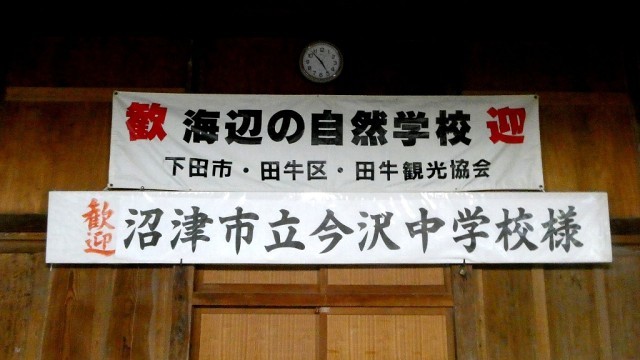 歓 海辺の自然学校 迎
下田市・田牛区・田牛観光協会
歓迎 沼津市立今沢中学校様